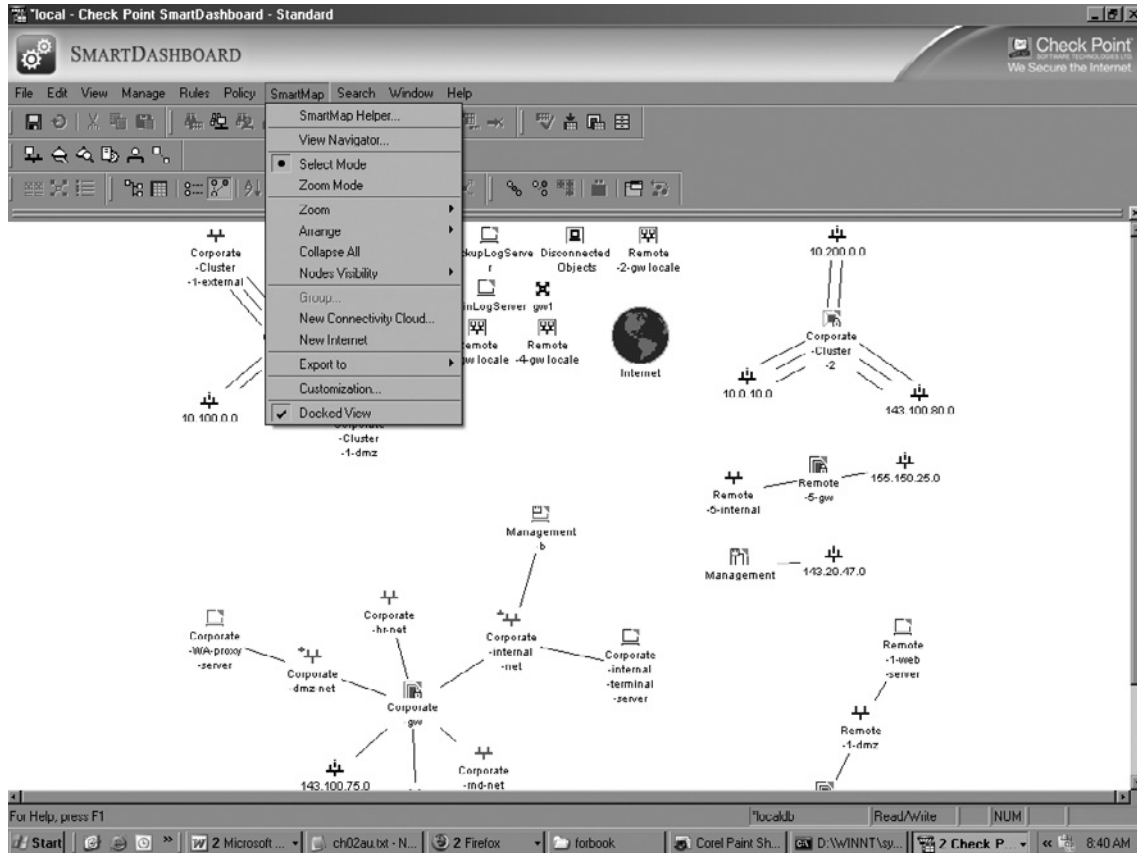 *local - Check Point SmartDashboard - Standard
SMARTDASHBOARD
Check Point
SOFTWARE TECHNOLOGIES LTD.
We Secure the Internet.
File Edit View Manage Rules Policy SmartMap Search Window Help
SmartMap Helper...
View Navigator...
Select Mode
Zoom Mode
Zoom
Arrange
Collapse All
Nodes Visibility
Group...
New Connectivity Cloud...
New Internet
Export to
Customization...
Docked View
Corporate
-Cluster
-1-external
10.100.0.0
-Cluster
-1-dmz
kupLogServe
r
Disconnected
Objects
Remote
-2-gw locale
inLogServer
gw1
emote
gw locale
Remote
-4-gw locale
Internet
10.200.0.0
Corporate
-Cluster
-2
10.0.10.0
143.100.80.0
Remote
-5-internal
Remote
-5-gw
155.150.25.0
Management
143.20.47.0
Management
b
Corporate
-WA-proxy
-server
Corporate
-dmz-net
Corporate
-hr-net
Corporate
-internal
-net
Corporate
-internal
-terminal
-server
Corporate
-gw
143.100.75.0
Corporate
-rnd-net
Remote
-1-web
-server
Remote
-1-dmz
For Help, press F1
*localdb
Read/Write
NUM
Start
2 Microsoft ...
ch02au.txt - N...
2 Firefox
forbook
Corel Paint Sh...
D:\WINNT\sy...
2 Check P...
8:40 AM